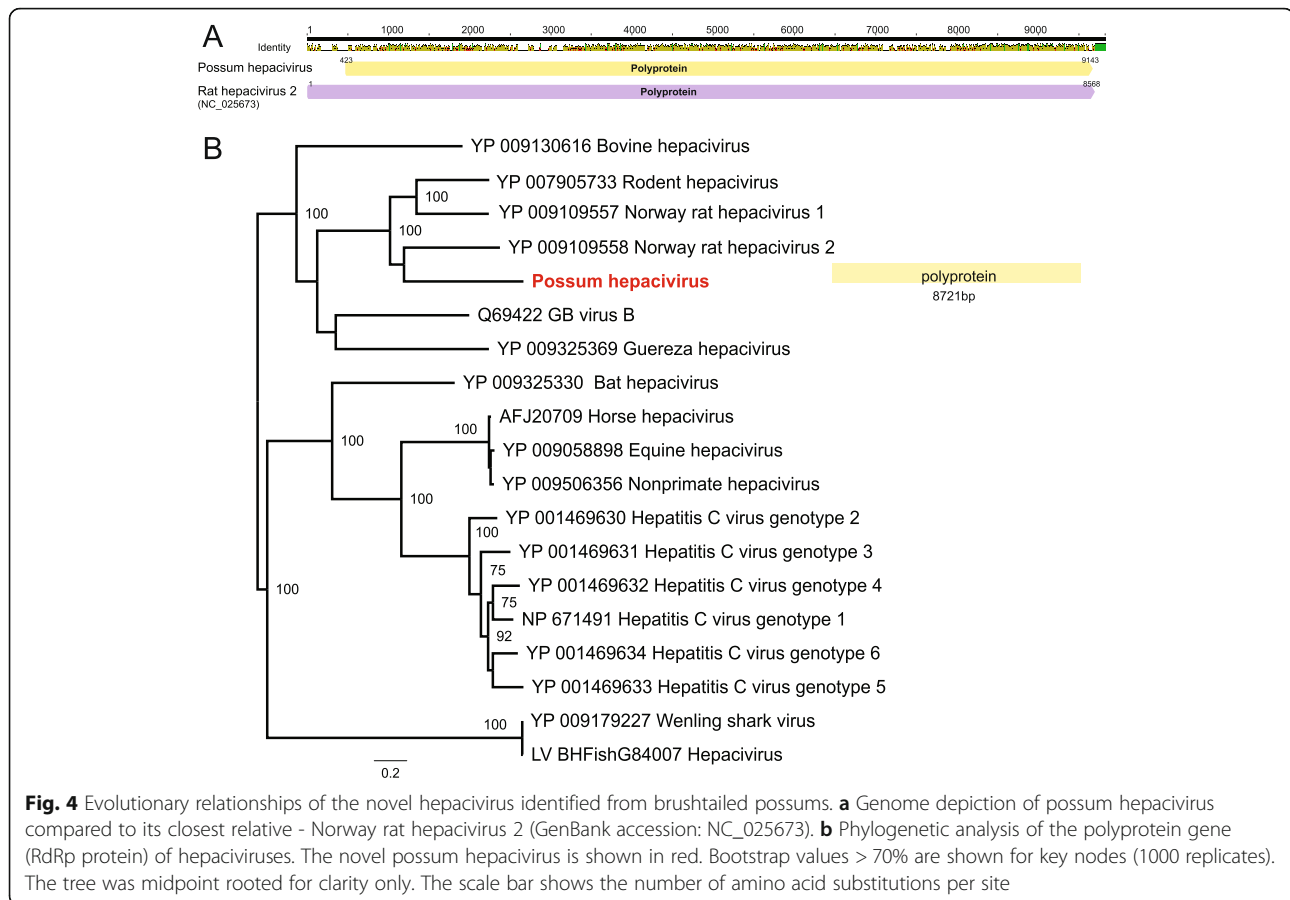 A
1 1000 2000 3000 4000 5000 6000 7000 8000 9000
Identity
423 9143
Possum hepacivirus Polyprotein
1 8568
Rat hepacivirus 2 Polyprotein
(NC_025673)
B
YP 009130616 Bovine hepacivirus
YP 007905733 Rodent hepacivirus
100
100
YP 009109557 Norway rat hepacivirus 1
100
YP 009109558 Norway rat hepacivirus 2
Possum hepacivirus
polyprotein
8721bp
Q69422 GB virus B
YP 009325369 Guereza hepacivirus
YP 009325330 Bat hepacivirus
AFJ20709 Horse hepacivirus
100
100
YP 009058898 Equine hepacivirus
YP 009506356 Nonprimate hepacivirus
100
YP 001469630 Hepatitis C virus genotype 2
100
YP 001469631 Hepatitis C virus genotype 3
75
YP 001469632 Hepatitis C virus genotype 4
100
75
NP 671491 Hepatitis C virus genotype 1
92
YP 001469634 Hepatitis C virus genotype 6
YP 001469633 Hepatitis C virus genotype 5
100
YP 009179227 Wenling shark virus
LV BHFishG84007 Hepacivirus
0.2
Fig. 4 Evolutionary relationships of the novel hepacivirus identified from brushtailed possums. a Genome depiction of possum hepacivirus
compared to its closest relative - Norway rat hepacivirus 2 (GenBank accession: NC_025673). b Phylogenetic analysis of the polyprotein gene
(RdRp protein) of hepaciviruses. The novel possum hepacivirus is shown in red. Bootstrap values > 70% are shown for key nodes (1000 replicates).
The tree was midpoint rooted for clarity only. The scale bar shows the number of amino acid substitutions per site